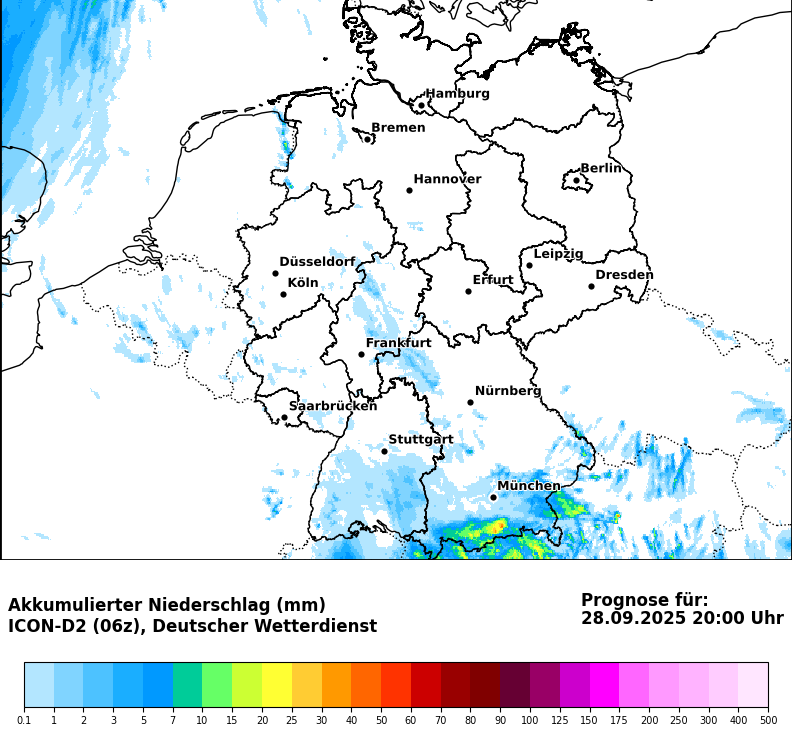 Hamburg
Bremen
Berlin
Hannover
Leipzig
Düsseldorf
Dresden
Köln
Erfurt
Frankfurt
Nürnberg
Saarbrücken
Stuttgart
München
Akkumulierter Niederschlag (mm)
ICON-D2 (06z), Deutscher Wetterdienst
Prognose für:
28.09.2025 20:00 Uhr
0.1 1 2 3 5 7 10 15 20 25 30 40 50 60 70 80 90 100 125 150 175 200 250 300 400 500